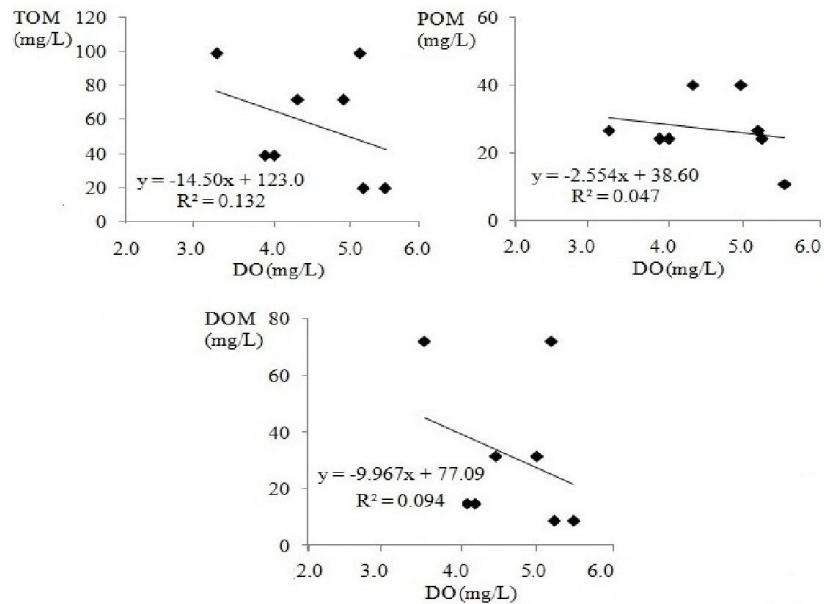 TOM 120
(mg/L)
100
80
60
40
20
0
y = -14.50x + 123.0
R² = 0.132
2.0 3.0 4.0 5.0 6.0
DO(mg/L)
POM 60
(mg/L)
40
20
0
y = -2.554x + 38.60
R² = 0.047
2.0 3.0 4.0 5.0 6.0
DO(mg/L)
DOM 80
(mg/L)
60
40
20
0
y = -9.967x + 77.09
R² = 0.094
2.0 3.0 4.0 5.0 6.0
DO(mg/L)